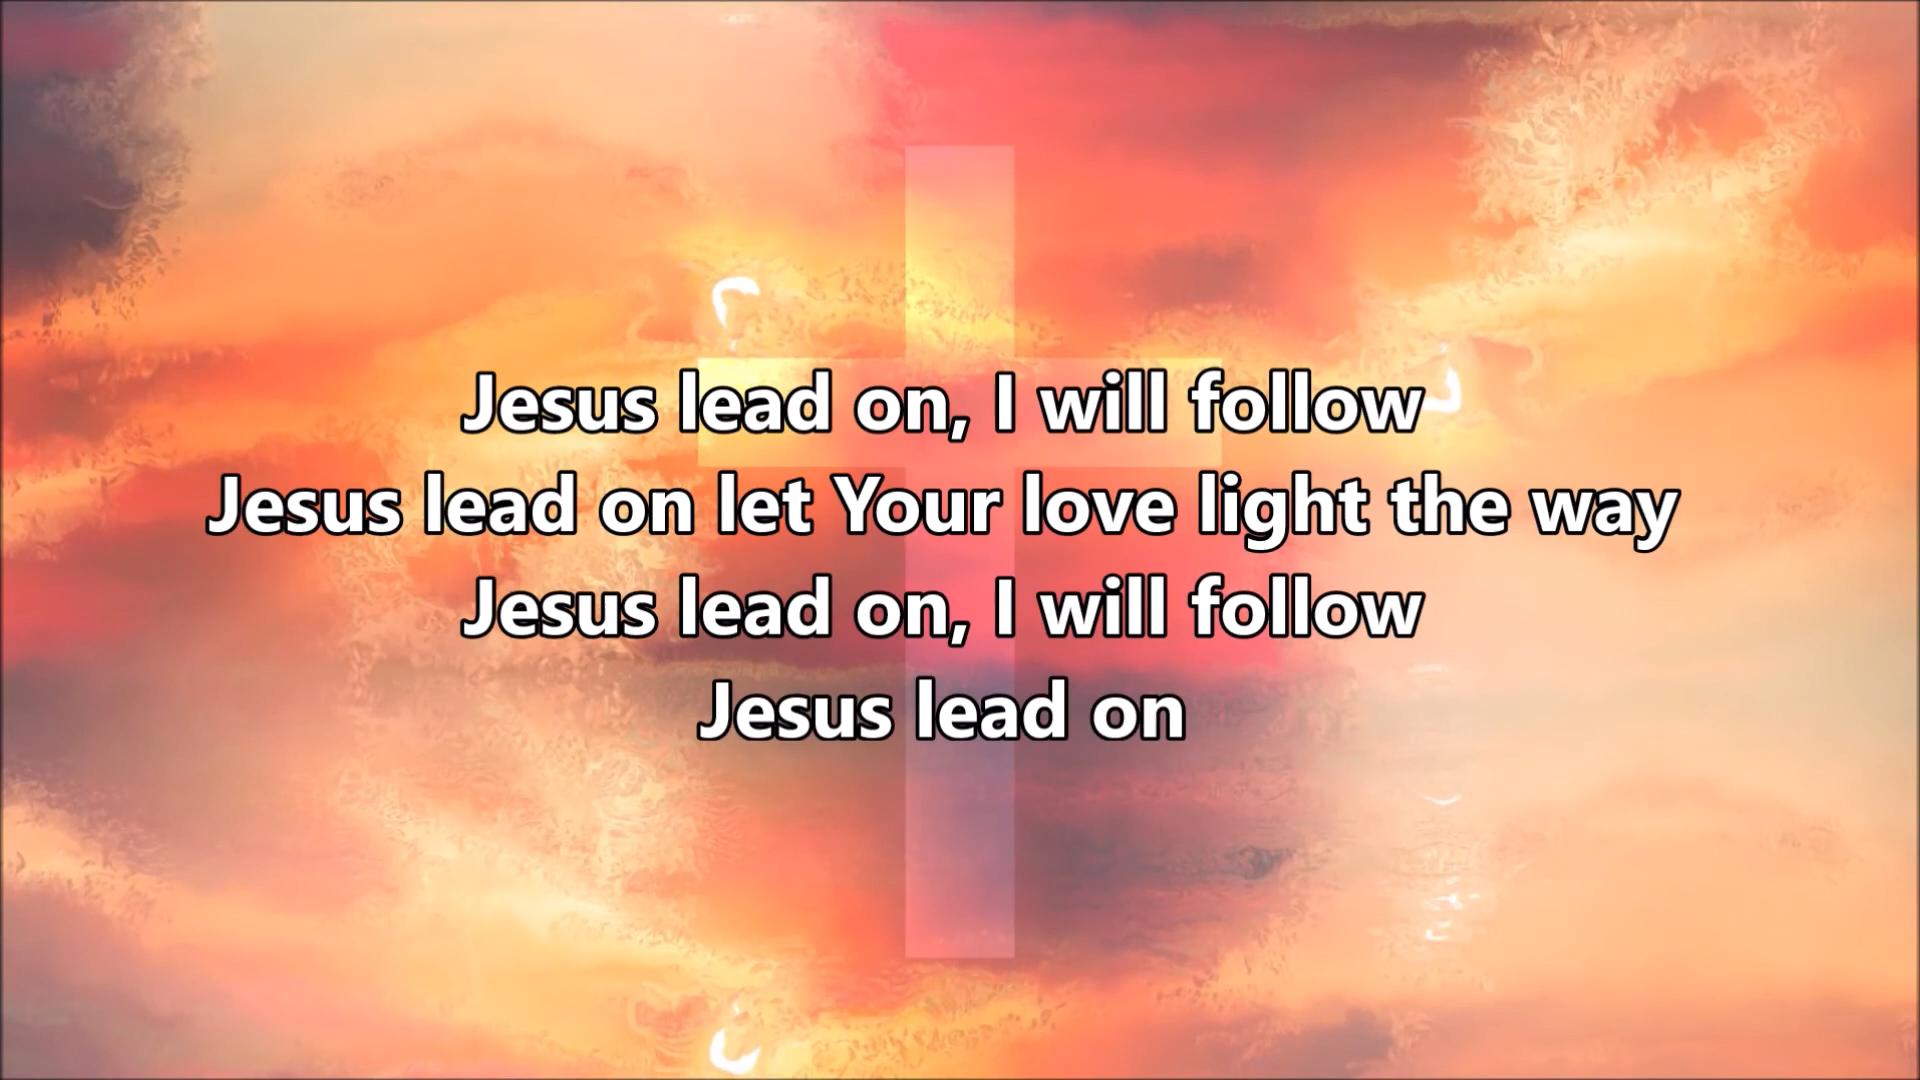 Jesus lead on, I will follow
Jesus lead on let Your love light the way
Jesus lead on, I will follow
Jesus lead on